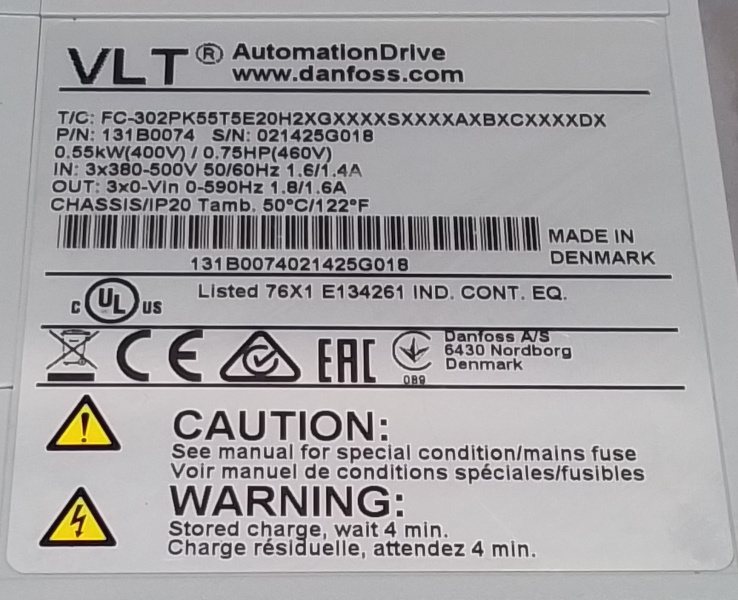 VLT® AutomationDrive
www.danfoss.com
T/C: FC-302PK55T5E20H2XGXXXXSXXXXAXBXCXXXXDX
P/N: 131B0074 S/N: 021425G018
0.55kW(400V) / 0.75HP(460V)
IN: 3x380-500V 50/60Hz 1.6/1.4A
OUT: 3x0-Vin 0-590Hz 1.8/1.6A
CHASSIS/IP20 Tamb. 50°C/122°F
MADE IN
DENMARK
131B0074021425G018
C UL US Listed 76X1 E134261 IND. CONT. EQ.
CE EAC 089
Danfoss A/S
6430 Nordborg
Denmark
CAUTION:
See manual for special condition/mains fuse
Voir manuel de conditions spéciales/fusibles
WARNING:
Stored charge, wait 4 min.
Charge résiduelle, attendez 4 min.